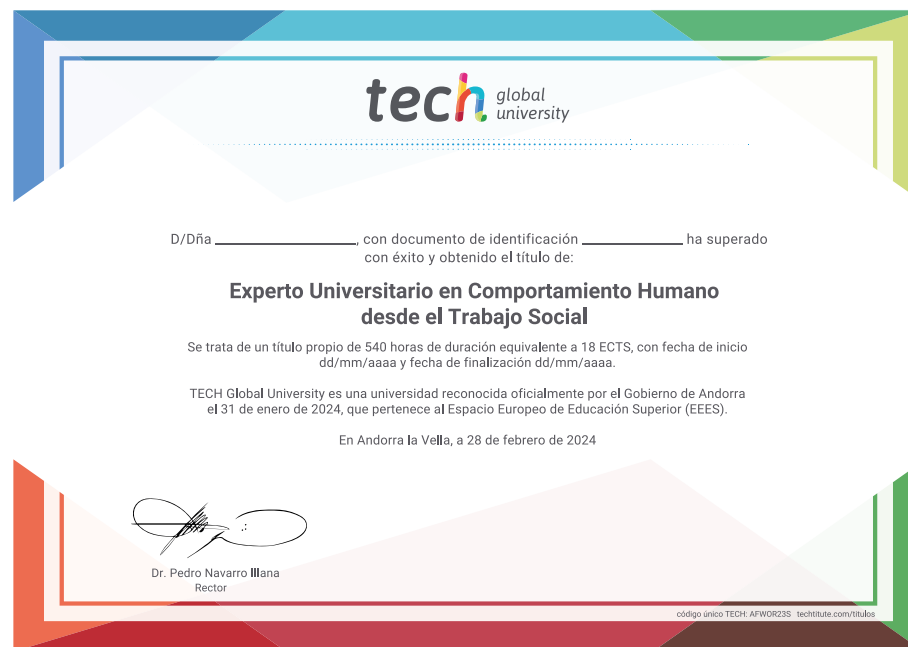 tech global university
D/Dña ____________, con documento de identificación ____________ ha superado
con éxito y obtenido el título de:
Experto Universitario en Comportamiento Humano
desde el Trabajo Social
Se trata de un título propio de 540 horas de duración equivalente a 18 ECTS, con fecha de inicio
dd/mm/aaaa y fecha de finalización dd/mm/aaaa.
TECH Global University es una universidad reconocida oficialmente por el Gobierno de Andorra
el 31 de enero de 2024, que pertenece al Espacio Europeo de Educación Superior (EEES).
En Andorra la Vella, a 28 de febrero de 2024
Dr. Pedro Navarro Illana
Rector
código único TECH: AFWOR23S techtitute.com/titulos